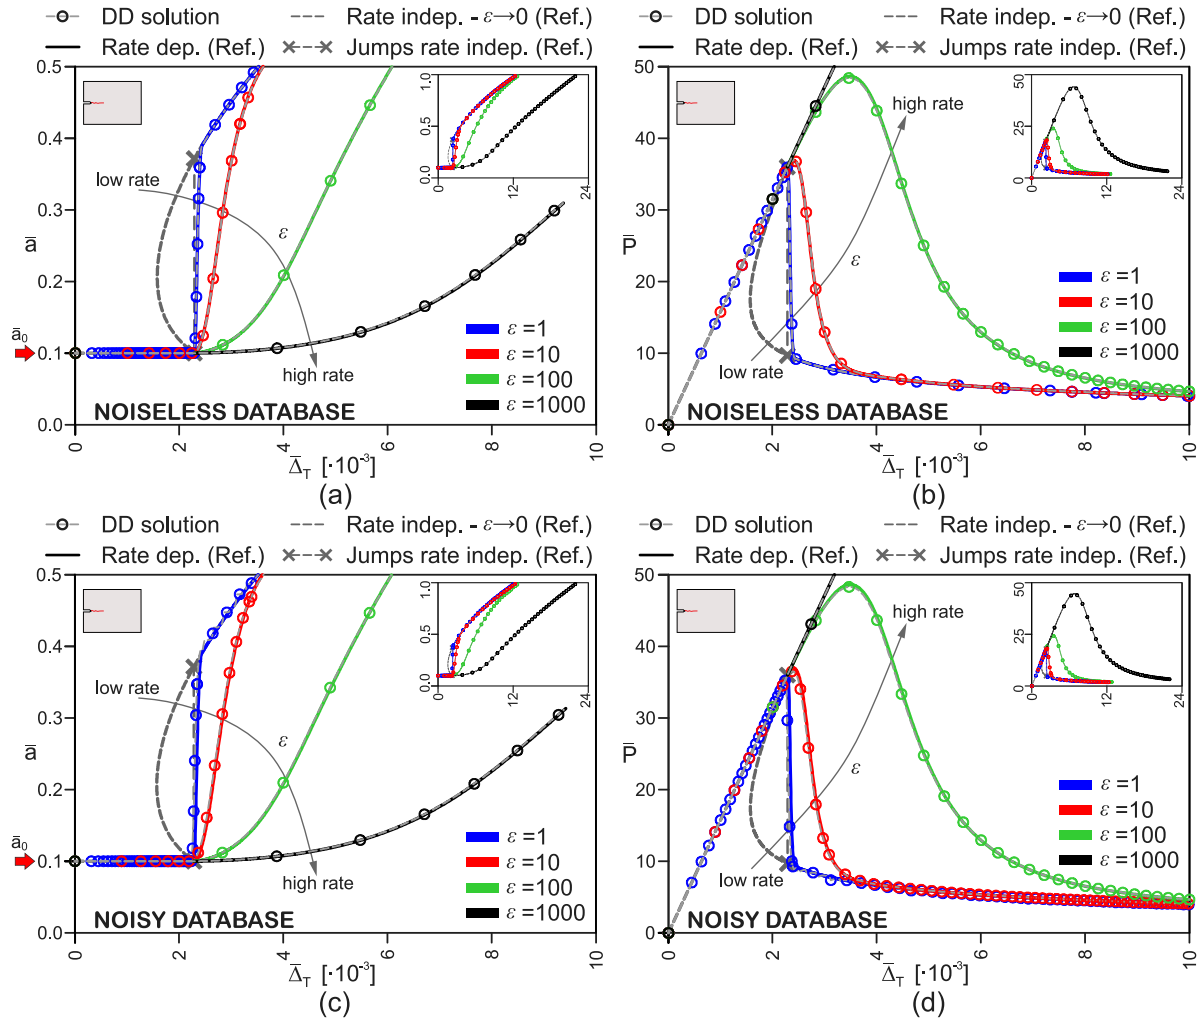 DD solution
Rate indep. - ε→0 (Ref.)
Rate dep. (Ref.)
Jumps rate indep. (Ref.)
0.5
0.4
0.3
0.2
0.1
0.0
ā
ā₀
low rate
ε
high rate
1.0
0.5
0.0
0
12
24
ε =1
ε =10
ε =100
ε =1000
NOISELESS DATABASE
0
2
4
6
8
10
Δ̄_T [·10⁻³]
(a)
DD solution
Rate indep. - ε→0 (Ref.)
Rate dep. (Ref.)
Jumps rate indep. (Ref.)
50
40
30
20
10
0
P̄
high rate
ε
low rate
50
25
0
0
12
24
ε =1
ε =10
ε =100
ε =1000
NOISELESS DATABASE
0
2
4
6
8
10
Δ̄_T [·10⁻³]
(b)
DD solution
Rate indep. - ε→0 (Ref.)
Rate dep. (Ref.)
Jumps rate indep. (Ref.)
0.5
0.4
0.3
0.2
0.1
0.0
ā
ā₀
low rate
ε
high rate
1.0
0.5
0.0
0
12
24
ε =1
ε =10
ε =100
ε =1000
NOISY DATABASE
0
2
4
6
8
10
Δ̄_T [·10⁻³]
(c)
DD solution
Rate indep. - ε→0 (Ref.)
Rate dep. (Ref.)
Jumps rate indep. (Ref.)
50
40
30
20
10
0
P̄
high rate
ε
low rate
50
25
0
0
12
24
ε =1
ε =10
ε =100
ε =1000
NOISY DATABASE
0
2
4
6
8
10
Δ̄_T [·10⁻³]
(d)